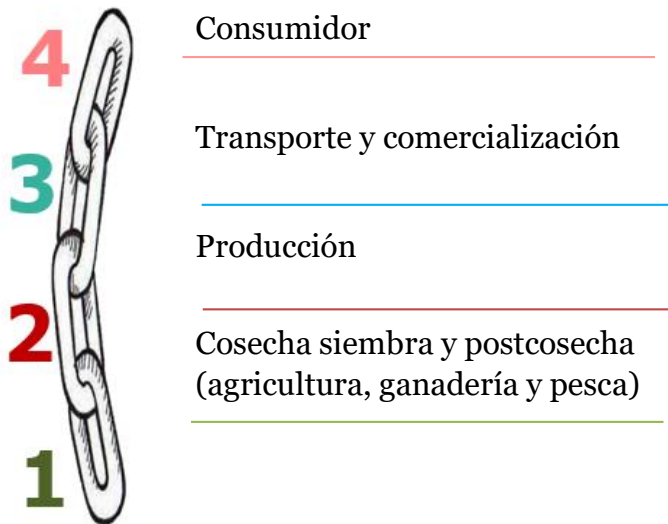 4
Consumidor
Transporte y comercialización
3
Producción
2
Cosecha siembra y postcosecha
(agricultura, ganadería y pesca)
1